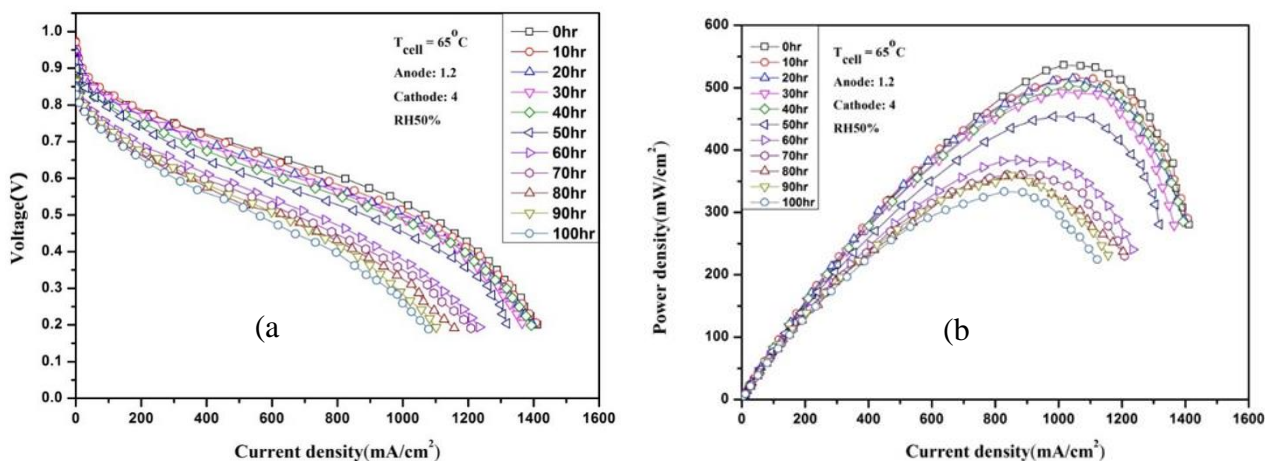 1.0
0.9
0.8
0.7
0.6
0.5
0.4
0.3
0.2
0.1
0.0
Voltage(V)
0 200 400 600 800 1000 1200 1400 1600
Current density(mA/cm²)
T_cell = 65°C
Anode: 1.2
Cathode: 4
RH50%
0hr
10hr
20hr
30hr
40hr
50hr
60hr
70hr
80hr
90hr
100hr
(a
600
500
400
300
200
100
0.0
Power density(mW/cm²)
0 200 400 600 800 1000 1200 1400 1600
Current density(mA/cm²)
0hr
10hr
20hr
30hr
40hr
50hr
60hr
70hr
80hr
90hr
100hr
T_cell = 65°C
Anode: 1.2
Cathode: 4
RH50%
(b